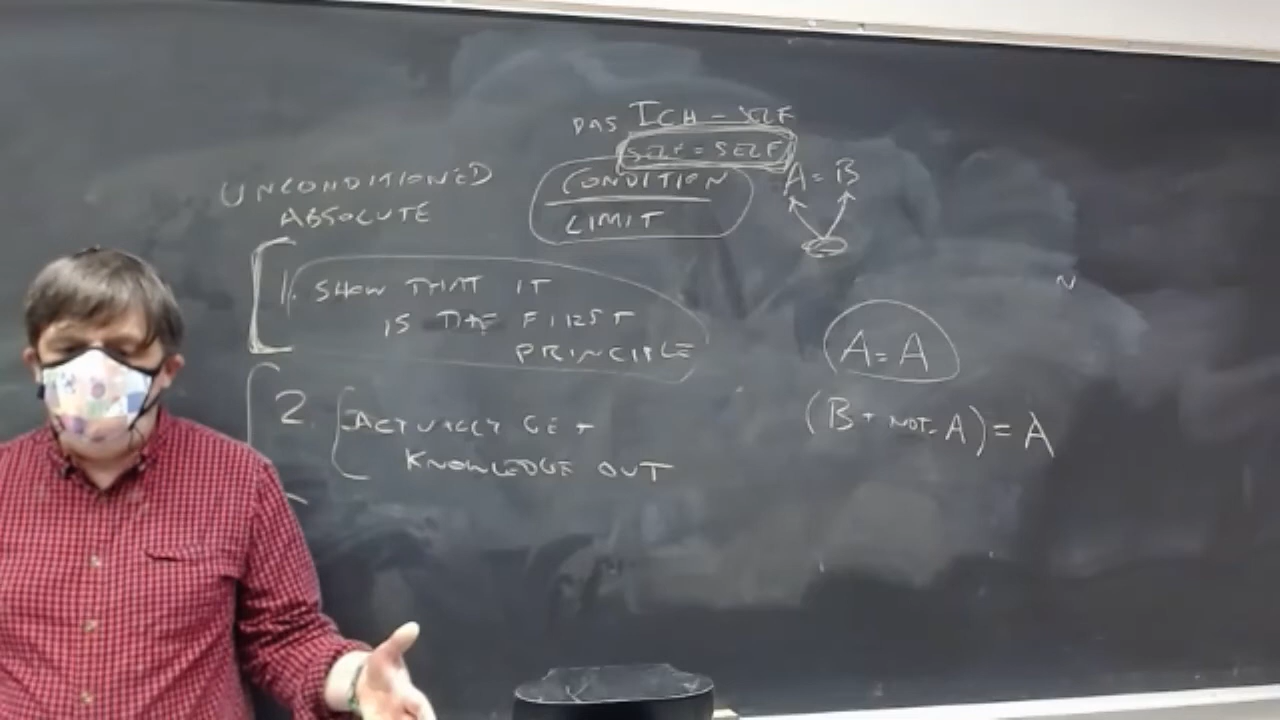 DAS ICH - SELF
SELF = SELF
UNCONDITIONED
ABSOLUTE
CONDITION
LIMIT
A = B
1. SHOW THAT IT
IS THE FIRST
PRINCIPLE
2. ACTUALLY GET
KNOWLEDGE OUT
N
A = A
(B + NOT-A) = A